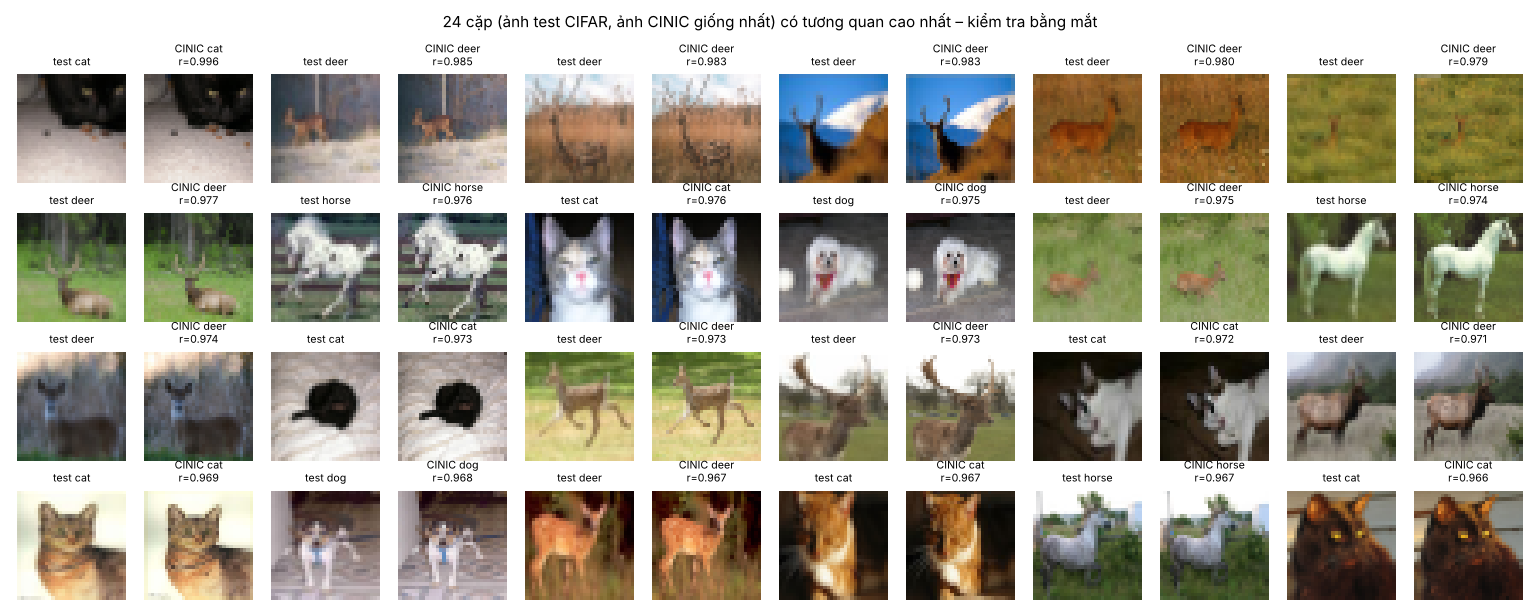 24 cặp (ảnh test CIFAR, ảnh CINIC giống nhất) có tương quan cao nhất – kiểm tra bằng mắt
test cat
CINIC cat
r=0.996
test deer
CINIC deer
r=0.985
test deer
CINIC deer
r=0.983
test deer
CINIC deer
r=0.983
test deer
CINIC deer
r=0.980
test deer
CINIC deer
r=0.979
test deer
CINIC deer
r=0.977
test horse
CINIC horse
r=0.976
test cat
CINIC cat
r=0.976
test dog
CINIC dog
r=0.975
test deer
CINIC deer
r=0.975
test horse
CINIC horse
r=0.974
test deer
CINIC deer
r=0.974
test cat
CINIC cat
r=0.973
test deer
CINIC deer
r=0.973
test deer
CINIC deer
r=0.973
test cat
CINIC cat
r=0.972
test deer
CINIC deer
r=0.971
test cat
CINIC cat
r=0.969
test dog
CINIC dog
r=0.968
test deer
CINIC deer
r=0.967
test cat
CINIC cat
r=0.967
test horse
CINIC horse
r=0.967
test cat
CINIC cat
r=0.966